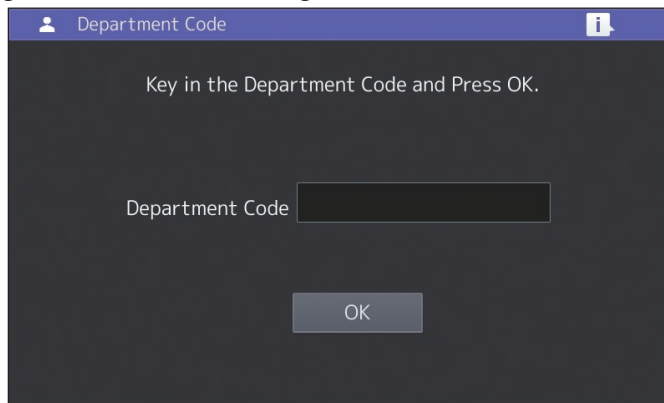 Department Code
i
Key in the Department Code and Press OK.
Department Code
OK